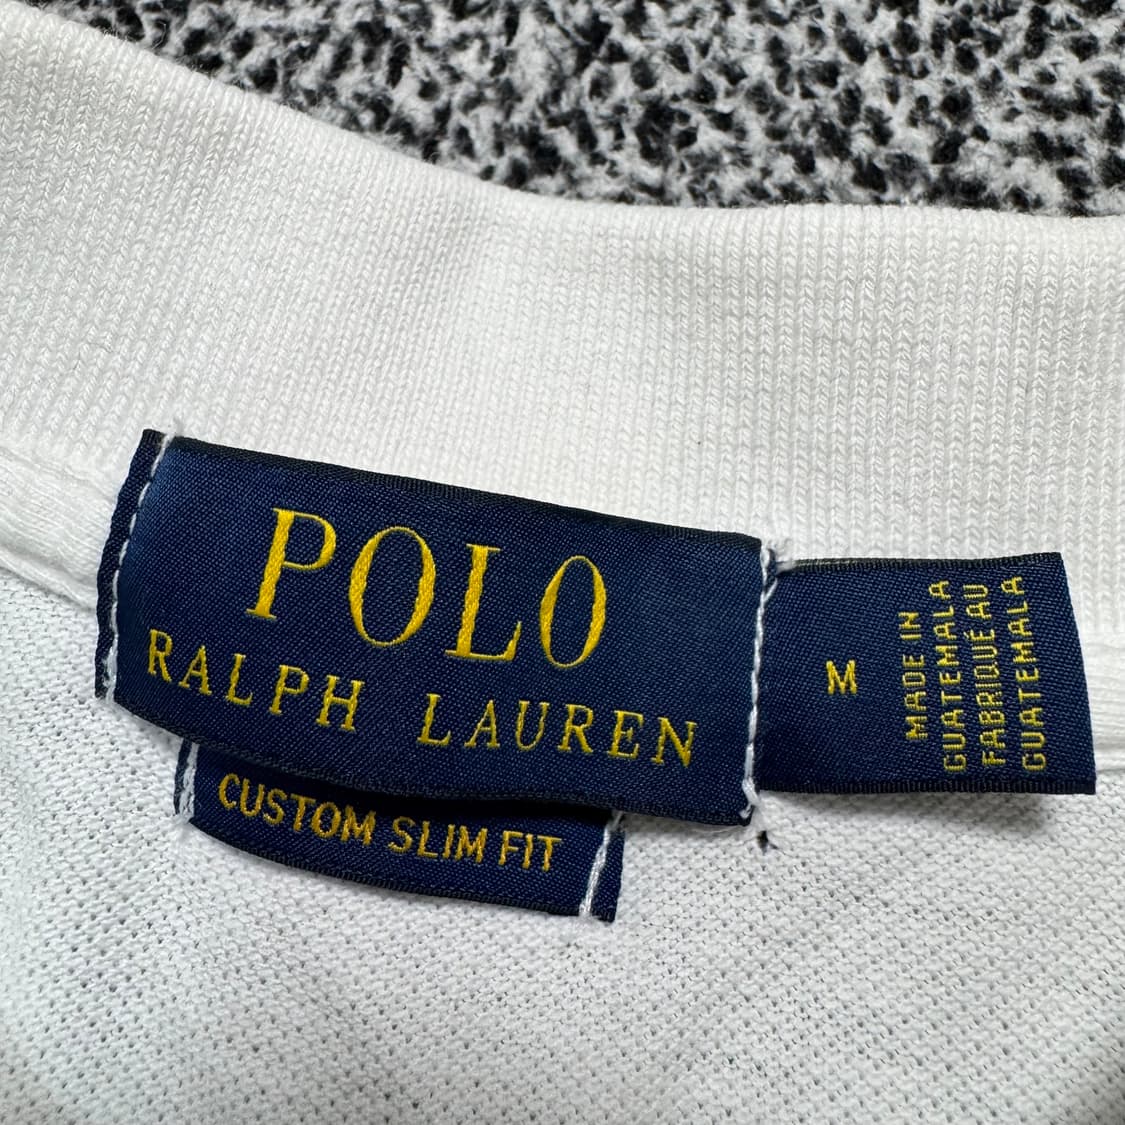 POLO
RALPH LAUREN
CUSTOM SLIM FIT
M
MADE IN
GUATEMALA
FABRIQUÉ AU
GUATEMALA